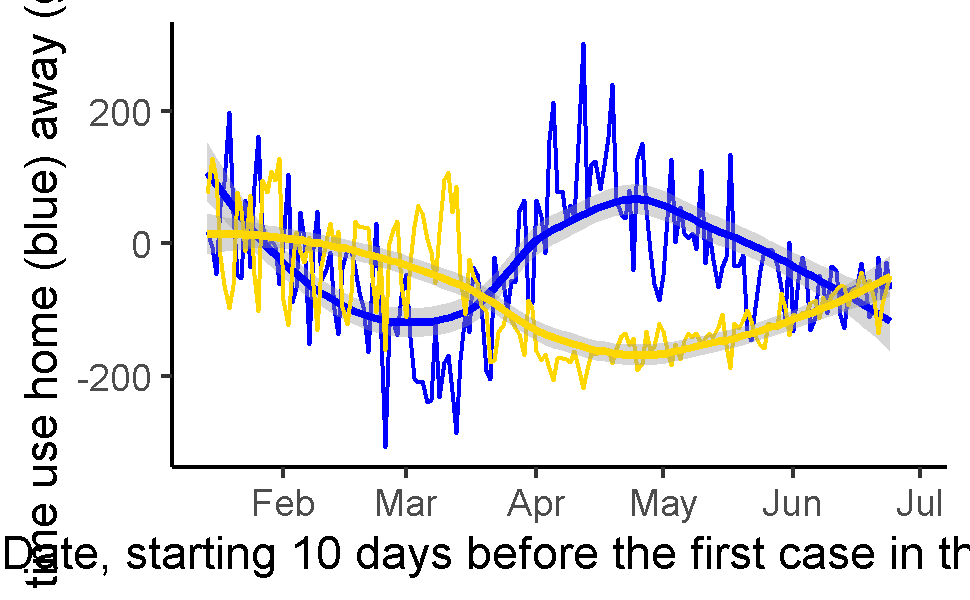 time use home (blue) away (
200
0
-200
Feb Mar Apr May Jun Jul
Date, starting 10 days before the first case in th